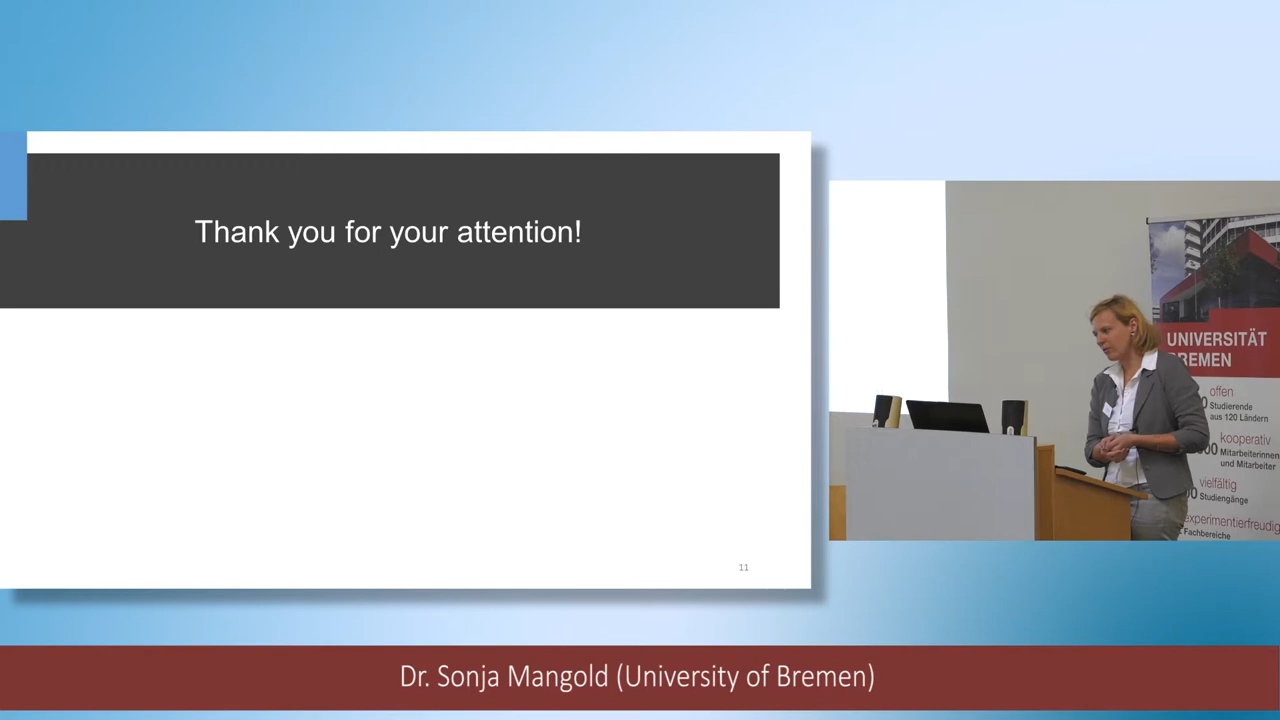 Thank you for your attention!
11
UNIVERSITÄT
BREMEN
offen
Studierende
aus 120 Ländern
kooperativ
Mitarbeiterinnen
und Mitarbeiter
vielfältig
Studiengänge
experimentierfreudig
Fachbereiche
Dr. Sonja Mangold (University of Bremen)